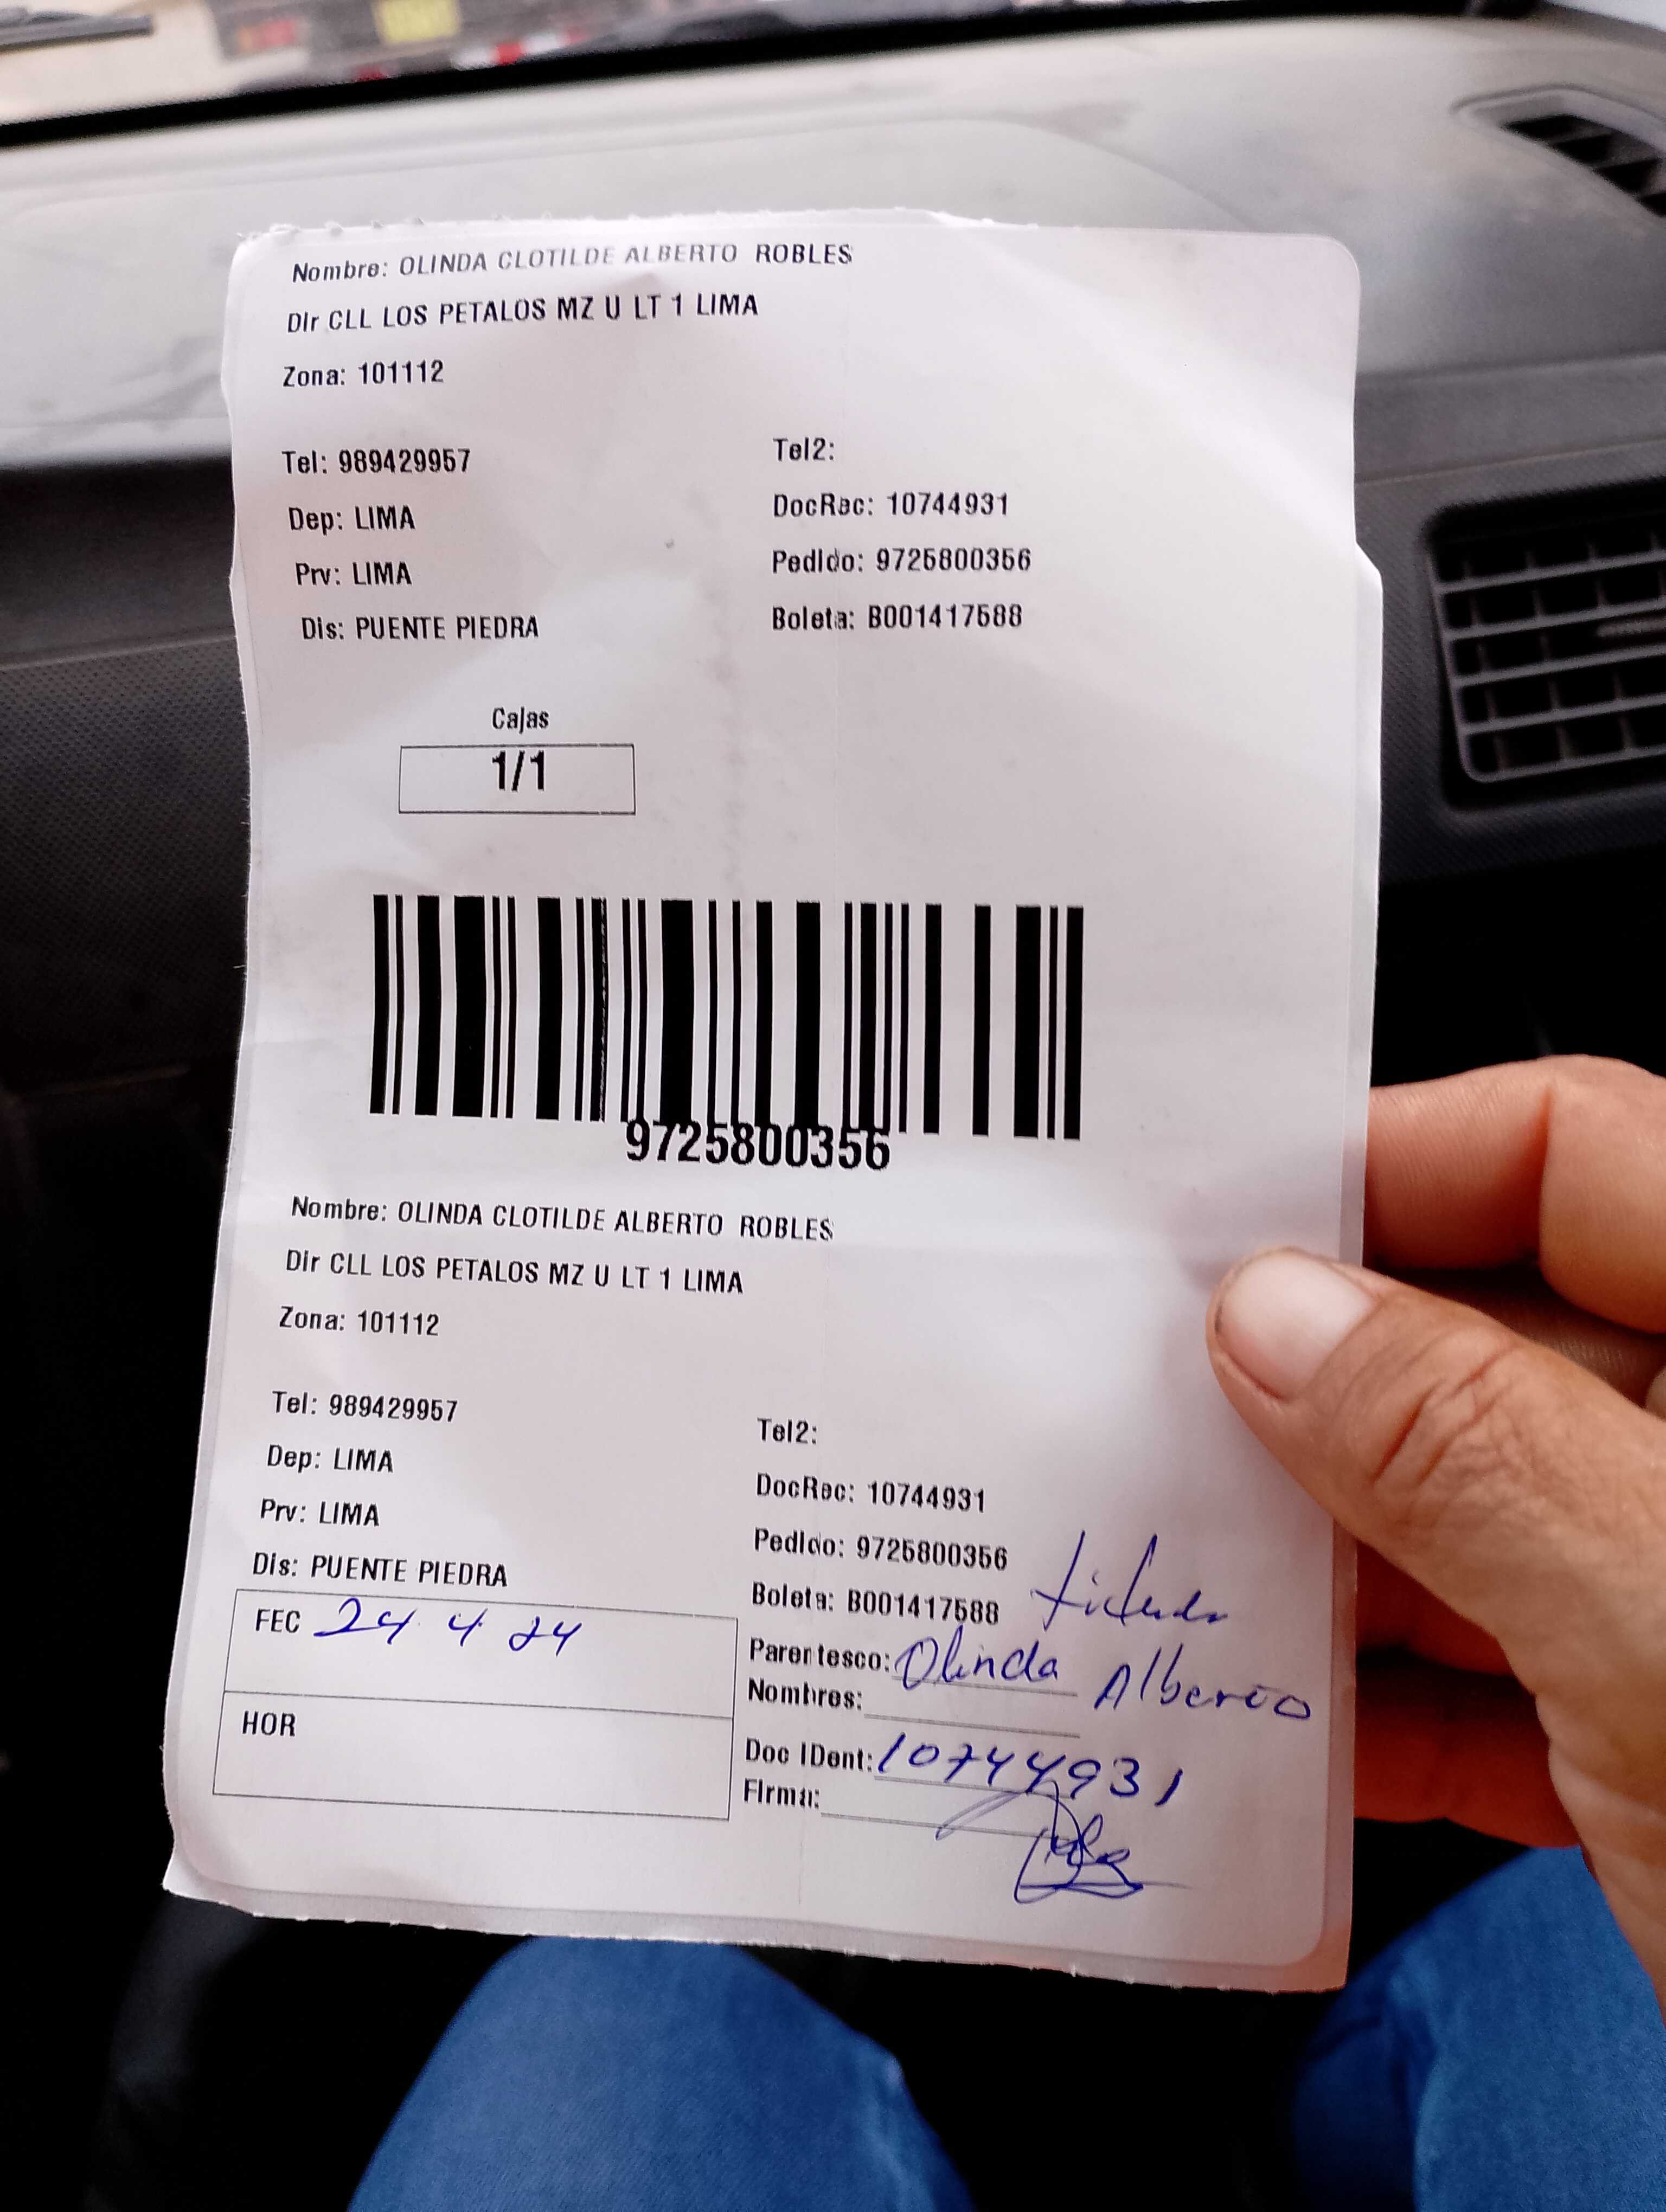 Nombre: OLINDA CLOTILDE ALBERTO ROBLES
Dir CLL LOS PETALOS MZ U LT 1 LIMA
Zona: 101112
Tel: 989429957
Tel2:
Dep: LIMA
DocRec: 10744931
Prv: LIMA
Pedido: 9725800356
Dis: PUENTE PIEDRA
Boleta: B001417588
Cajas
1/1
9725800356
Nombre: OLINDA CLOTILDE ALBERTO ROBLES
Dir CLL LOS PETALOS MZ U LT 1 LIMA
Zona: 101112
Tel: 989429957
Tel2:
Dep: LIMA
DocRec: 10744931
Prv: LIMA
Pedido: 9725800356
Dis: PUENTE PIEDRA
Boleta: B001417588
FEC 24 4 24
Parentesco: Olinda Alberto
Nombres:
HOR
Doc IDent: 10744931
Firma: